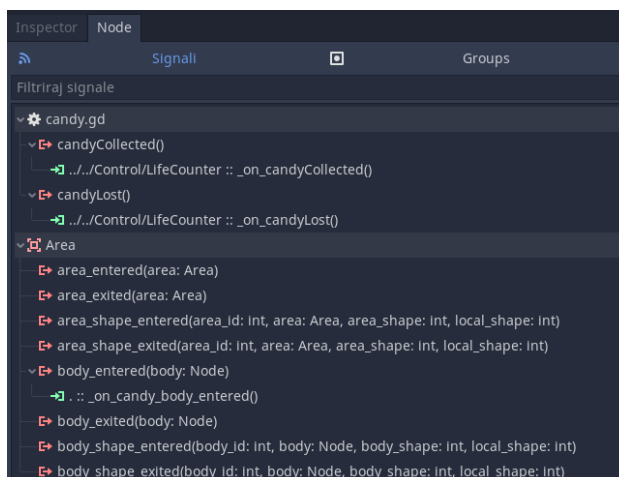 Inspector Node
Signali Groups
Filtriraj signale
candy.gd
candyCollected()
../../Control/LifeCounter :: _on_candyCollected()
candyLost()
../../Control/LifeCounter :: _on_candyLost()
Area
area_entered(area: Area)
area_exited(area: Area)
area_shape_entered(area_id: int, area: Area, area_shape: int, local_shape: int)
area_shape_exited(area_id: int, area: Area, area_shape: int, local_shape: int)
body_entered(body: Node)
. :: _on_candy_body_entered()
body_exited(body: Node)
body_shape_entered(body_id: int, body: Node, body_shape: int, local_shape: int)
body_shape_exited(body_id: int, body: Node, body_shape: int, local_shape: int)